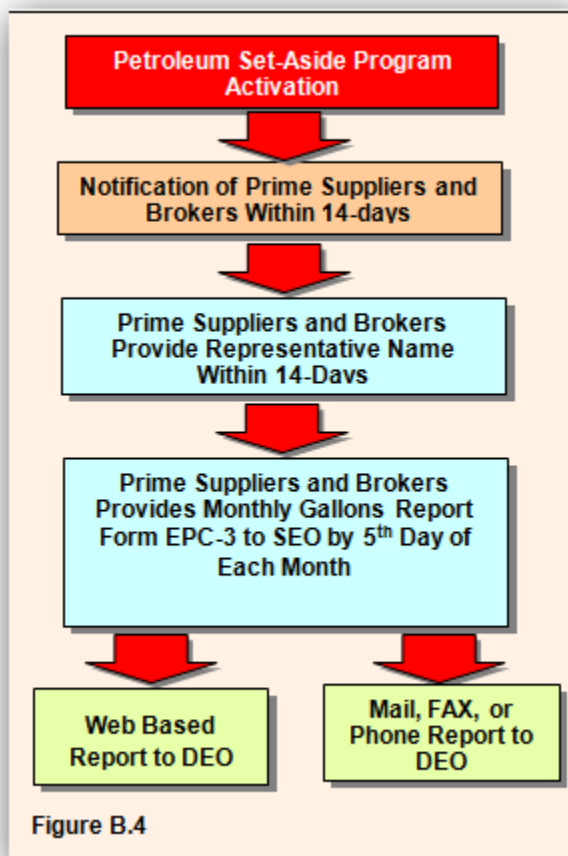 Petroleum Set-Aside Program
Activation
Notification of Prime Suppliers and
Brokers Within 14-days
Prime Suppliers and Brokers
Provide Representative Name
Within 14-Days
Prime Suppliers and Brokers
Provides Monthly Gallons Report
Form EPC-3 to SEO by 5th Day of
Each Month
Web Based
Report to DEO
Mail, FAX, or
Phone Report to
DEO
Figure B.4